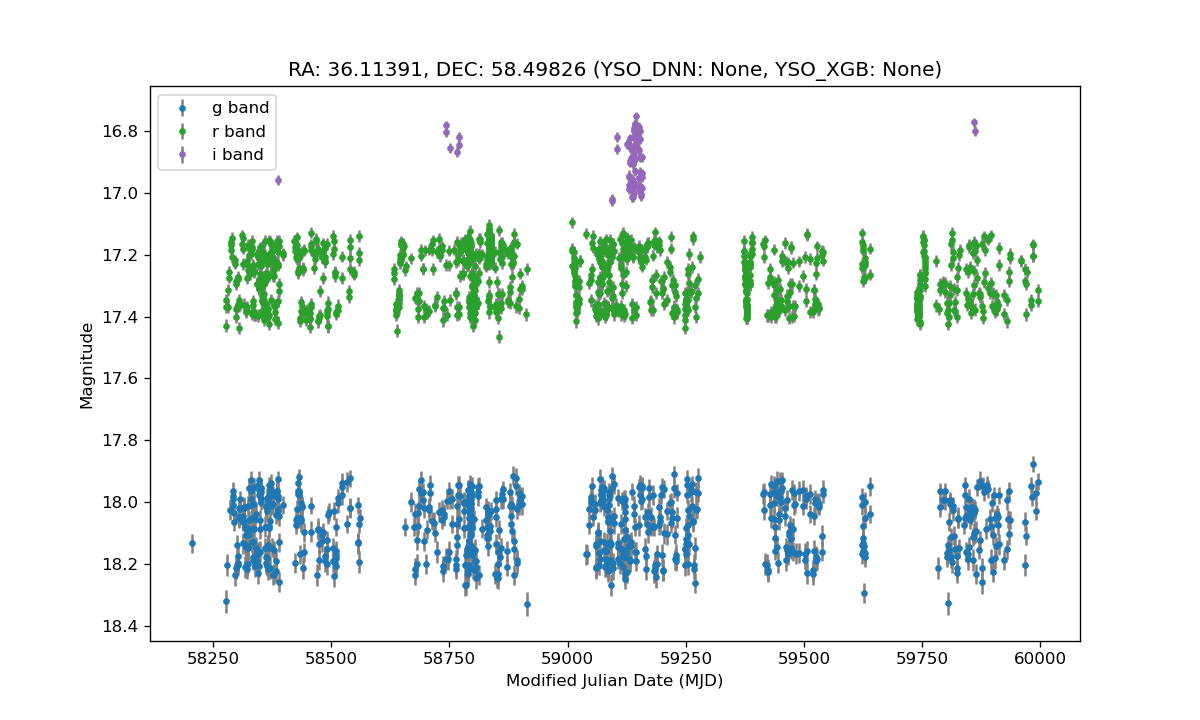 RA: 36.11391, DEC: 58.49826 (YSO_DNN: None, YSO_XGB: None)
g band
r band
i band
16.8
17.0
17.2
17.4
17.6
17.8
18.0
18.2
18.4
Magnitude
58250
58500
58750
59000
59250
59500
59750
60000
Modified Julian Date (MJD)